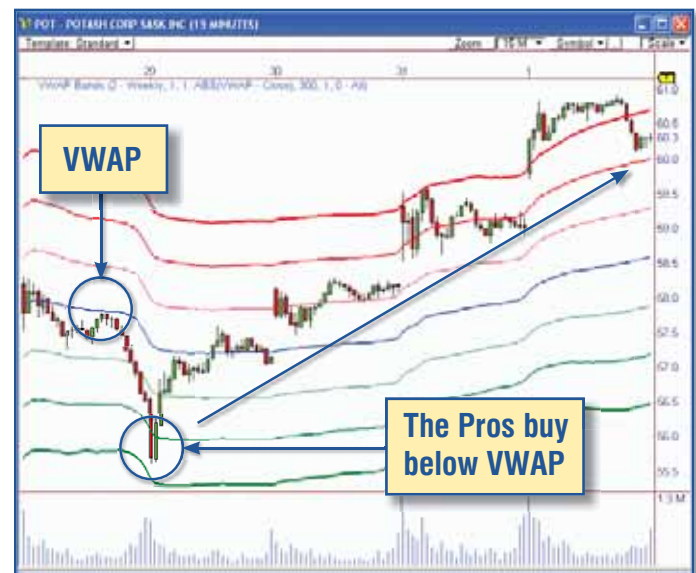 POT - POTASH CORP SASK INC (15 MINUTES)
Template: Standard
Zoom 15 M Symbol Scale
29 30 31 1
VWAP Bands (2 - Weekly, 1, 1, ABS(VWAP - Close), 300, 1, 0 - All)
61.0
VWAP
60.5
60.3
60.0
59.5
59.0
58.5
58.0
57.5
57.0
56.5
The Pros buy
below VWAP
56.0
55.5
1.3 M